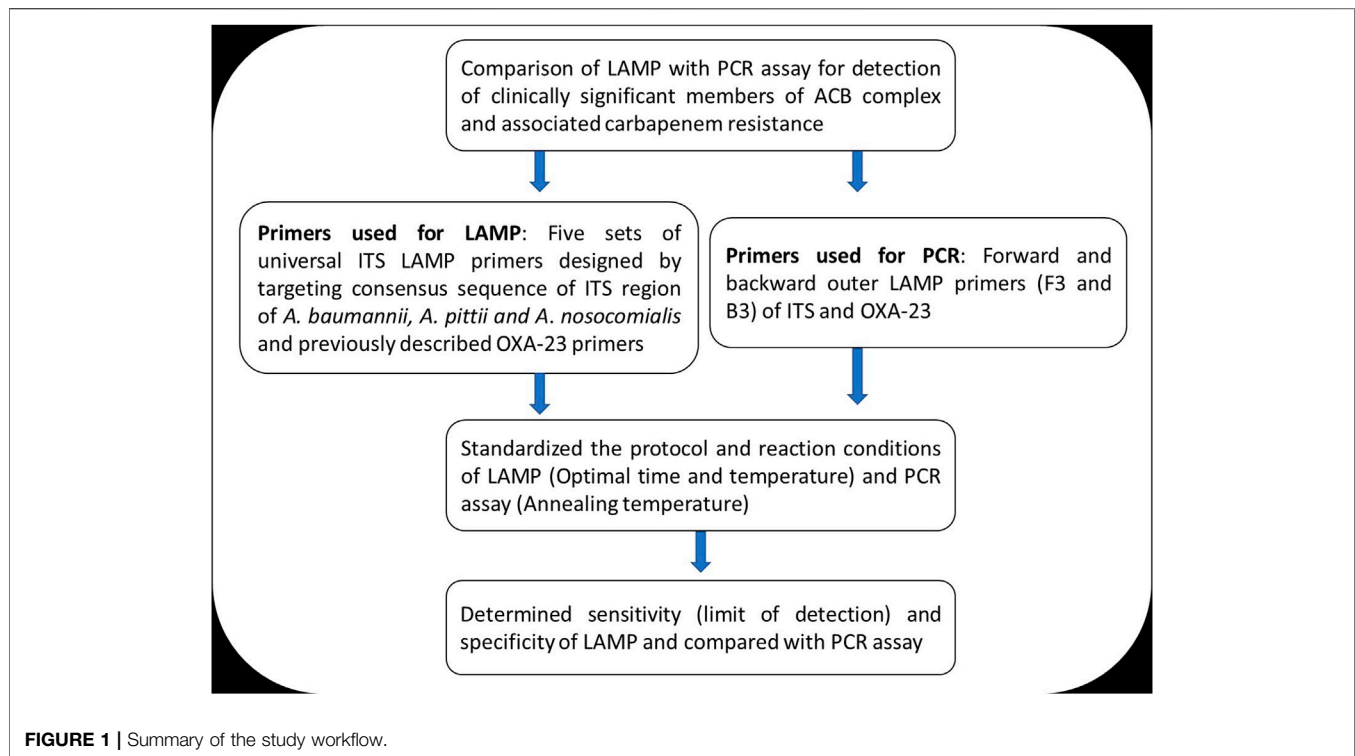 Comparison of LAMP with PCR assay for detection
of clinically significant members of ACB complex
and associated carbapenem resistance
Primers used for LAMP: Five sets of
universal ITS LAMP primers designed by
targeting consensus sequence of ITS region
of A. baumannii, A. pittii and A. nosocomialis
and previously described OXA-23 primers
Primers used for PCR: Forward and
backward outer LAMP primers (F3 and
B3) of ITS and OXA-23
Standardized the protocol and reaction conditions
of LAMP (Optimal time and temperature) and PCR
assay (Annealing temperature)
Determined sensitivity (limit of detection) and
specificity of LAMP and compared with PCR assay
FIGURE 1 | Summary of the study workflow.